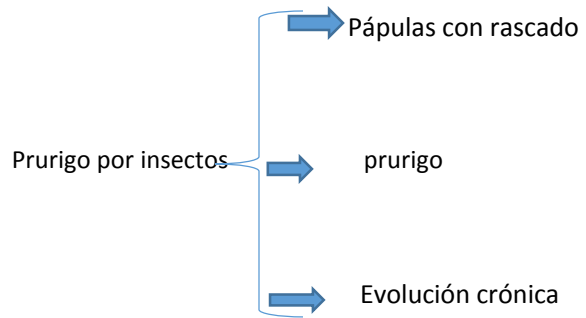 Pápulas con rascado
Prurigo por insectos
prurigo
Evolución crónica